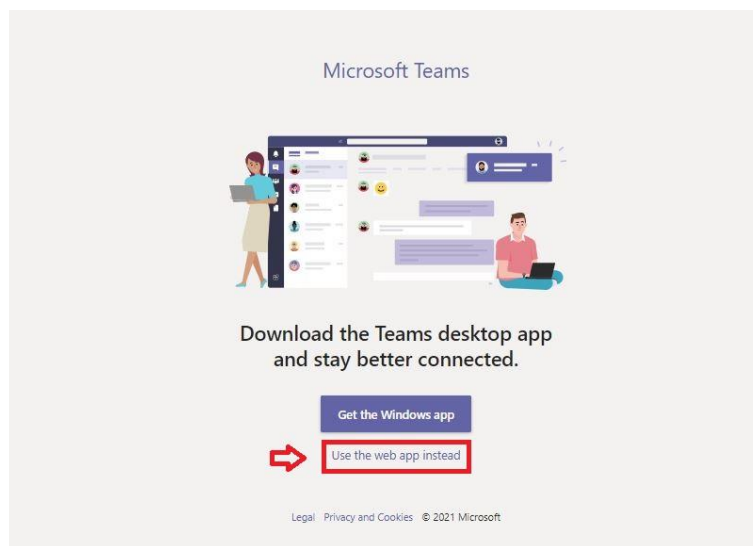 Microsoft Teams
Download the Teams desktop app
and stay better connected.
Get the Windows app
Use the web app instead
Legal Privacy and Cookies © 2021 Microsoft